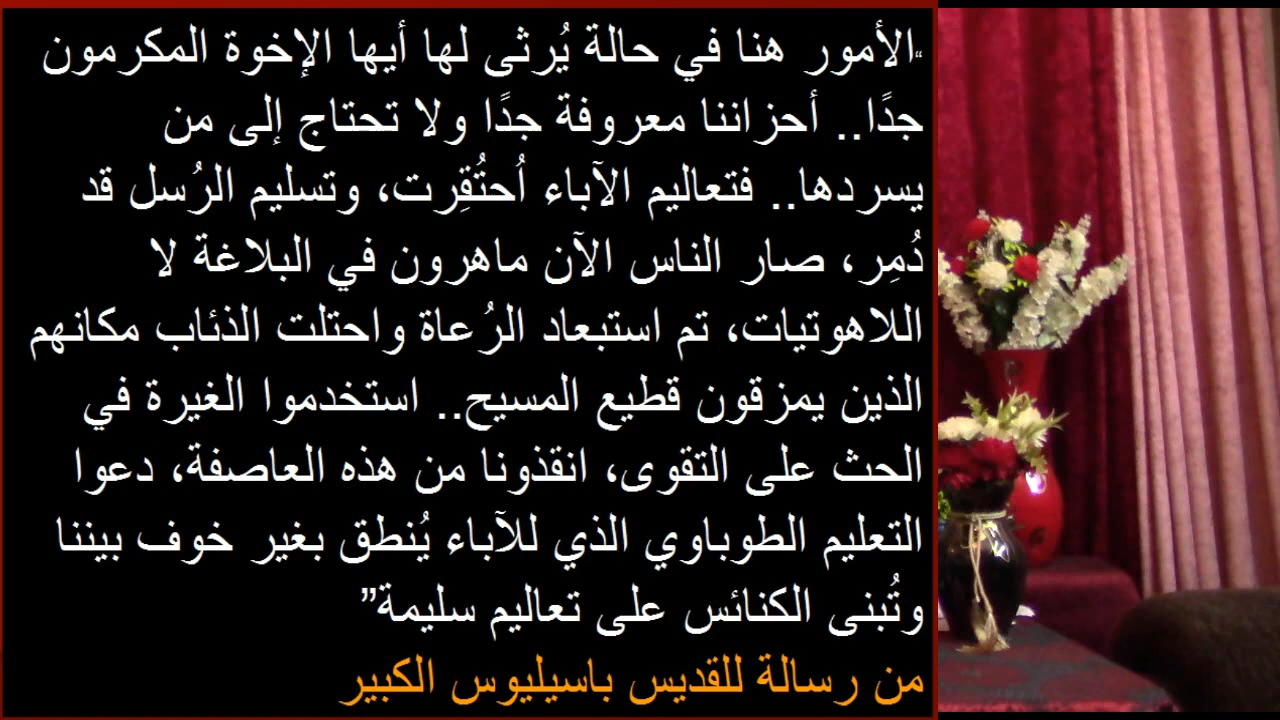 “الأمور هنا في حالة يُرثى لها أيها الإخوة المكرمون
جدًا.. أحزاننا معروفة جدًا ولا تحتاج إلى من
يسردها.. فتعاليم الآباء اُحتُقِرت، وتسليم الرُسل قد
دُمِر، صار الناس الآن ماهرون في البلاغة لا
اللاهوتيات، تم استبعاد الرُعاة واحتلت الذئاب مكانهم
الذين يمزقون قطيع المسيح.. استخدموا الغيرة في
الحث على التقوى، انقذونا من هذه العاصفة، دعوا
التعليم الطوباوي الذي للآباء يُنطق بغير خوف بيننا
وتُبنى الكنائس على تعاليم سليمة”
من رسالة للقديس باسيليوس الكبير